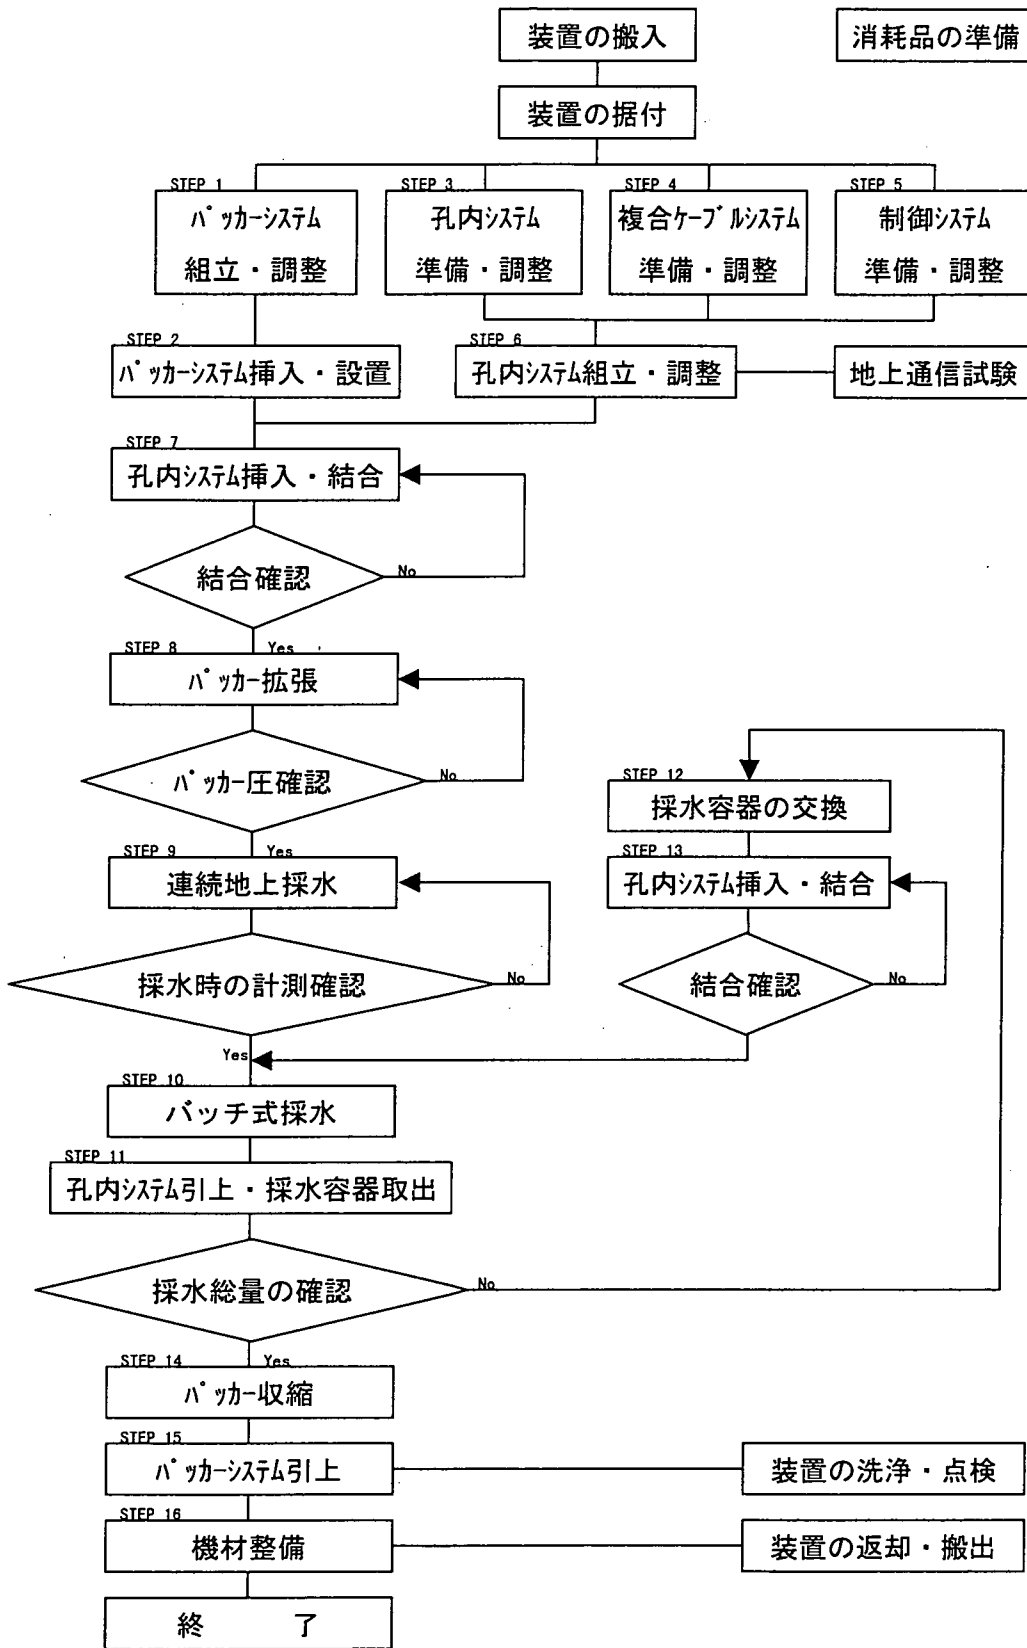 装置の搬入
消耗品の準備
装置の据付
STEP 1
パッカーシステム
組立・調整
STEP 3
孔内システム
準備・調整
STEP 4
複合ケーブルシステム
準備・調整
STEP 5
制御システム
準備・調整
STEP 2
パッカーシステム挿入・設置
STEP 6
孔内システム組立・調整
地上通信試験
STEP 7
孔内システム挿入・結合
結合確認
No
STEP 8
Yes
パッカー拡張
パッカー圧確認
No
STEP 9
Yes
連続地上採水
採水時の計測確認
No
STEP 12
採水容器の交換
STEP 13
孔内システム挿入・結合
結合確認
No
Yes
STEP 10
バッチ式採水
STEP 11
孔内システム引上・採水容器取出
採水総量の確認
No
STEP 14
Yes
パッカー収縮
STEP 15
パッカーシステム引上
装置の洗浄・点検
STEP 16
機材整備
装置の返却・搬出
終 了